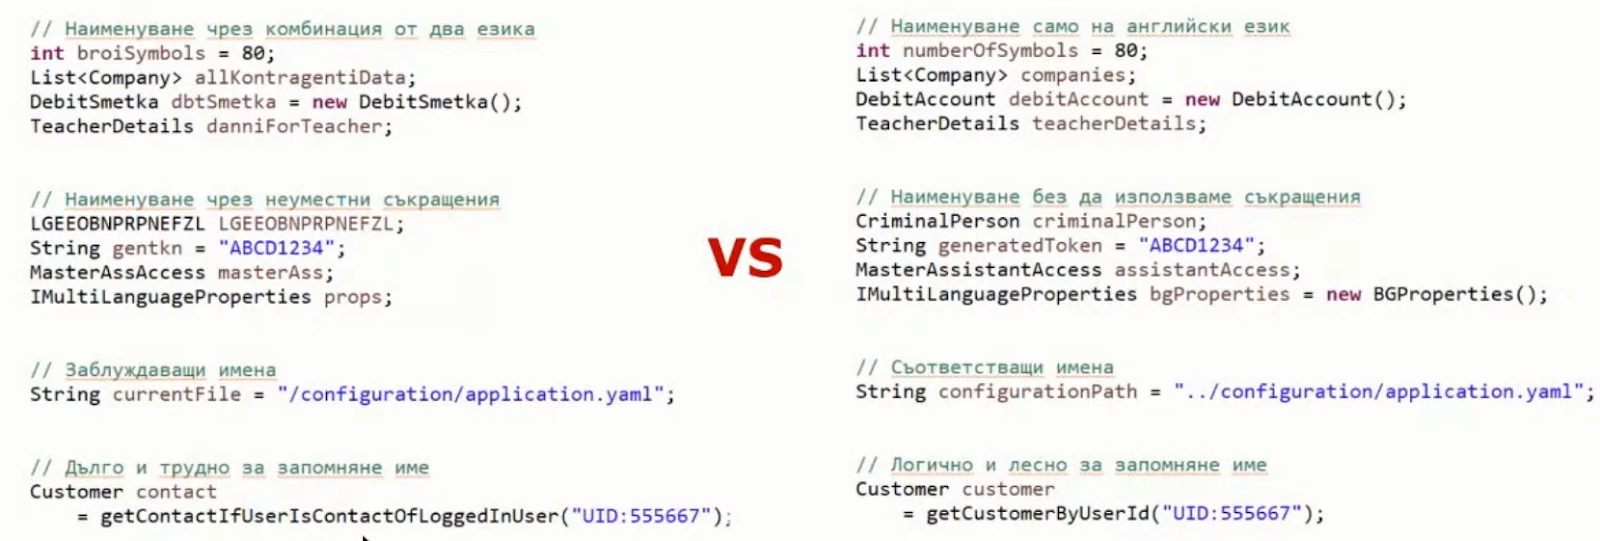 // Наименуване чрез комбинация от два езика
int broiSymbols = 80;
List<Company> allKontragentiData;
DebitSmetka dbtSmetka = new DebitSmetka();
TeacherDetails danniForTeacher;
// Наименуване чрез неуместни съкращения
LGEEOBNPRPNEFZL LGEEOBNPRPNEFZL;
String gentkn = "ABCD1234";
MasterAssAccess masterAss;
IMultiLanguageProperties props;
// Заблуждаващи имена
String currentFile = "/configuration/application.yaml";
// Дълго и трудно за запомняне име
Customer contact
= getContactIfUserIsContactOfLoggedInUser("UID:555667");
VS
// Наименуване само на английски език
int numberOfSymbols = 80;
List<Company> companies;
DebitAccount debitAccount = new DebitAccount();
TeacherDetails teacherDetails;
// Наименуване без да използваме съкращения
CriminalPerson criminalPerson;
String generatedToken = "ABCD1234";
MasterAssistantAccess assistantAccess;
IMultiLanguageProperties bgProperties = new BGProperties();
// Съответстващи имена
String configurationPath = "../configuration/application.yaml";
// Логично и лесно за запомняне име
Customer customer
= getCustomerByUserId("UID:555667");